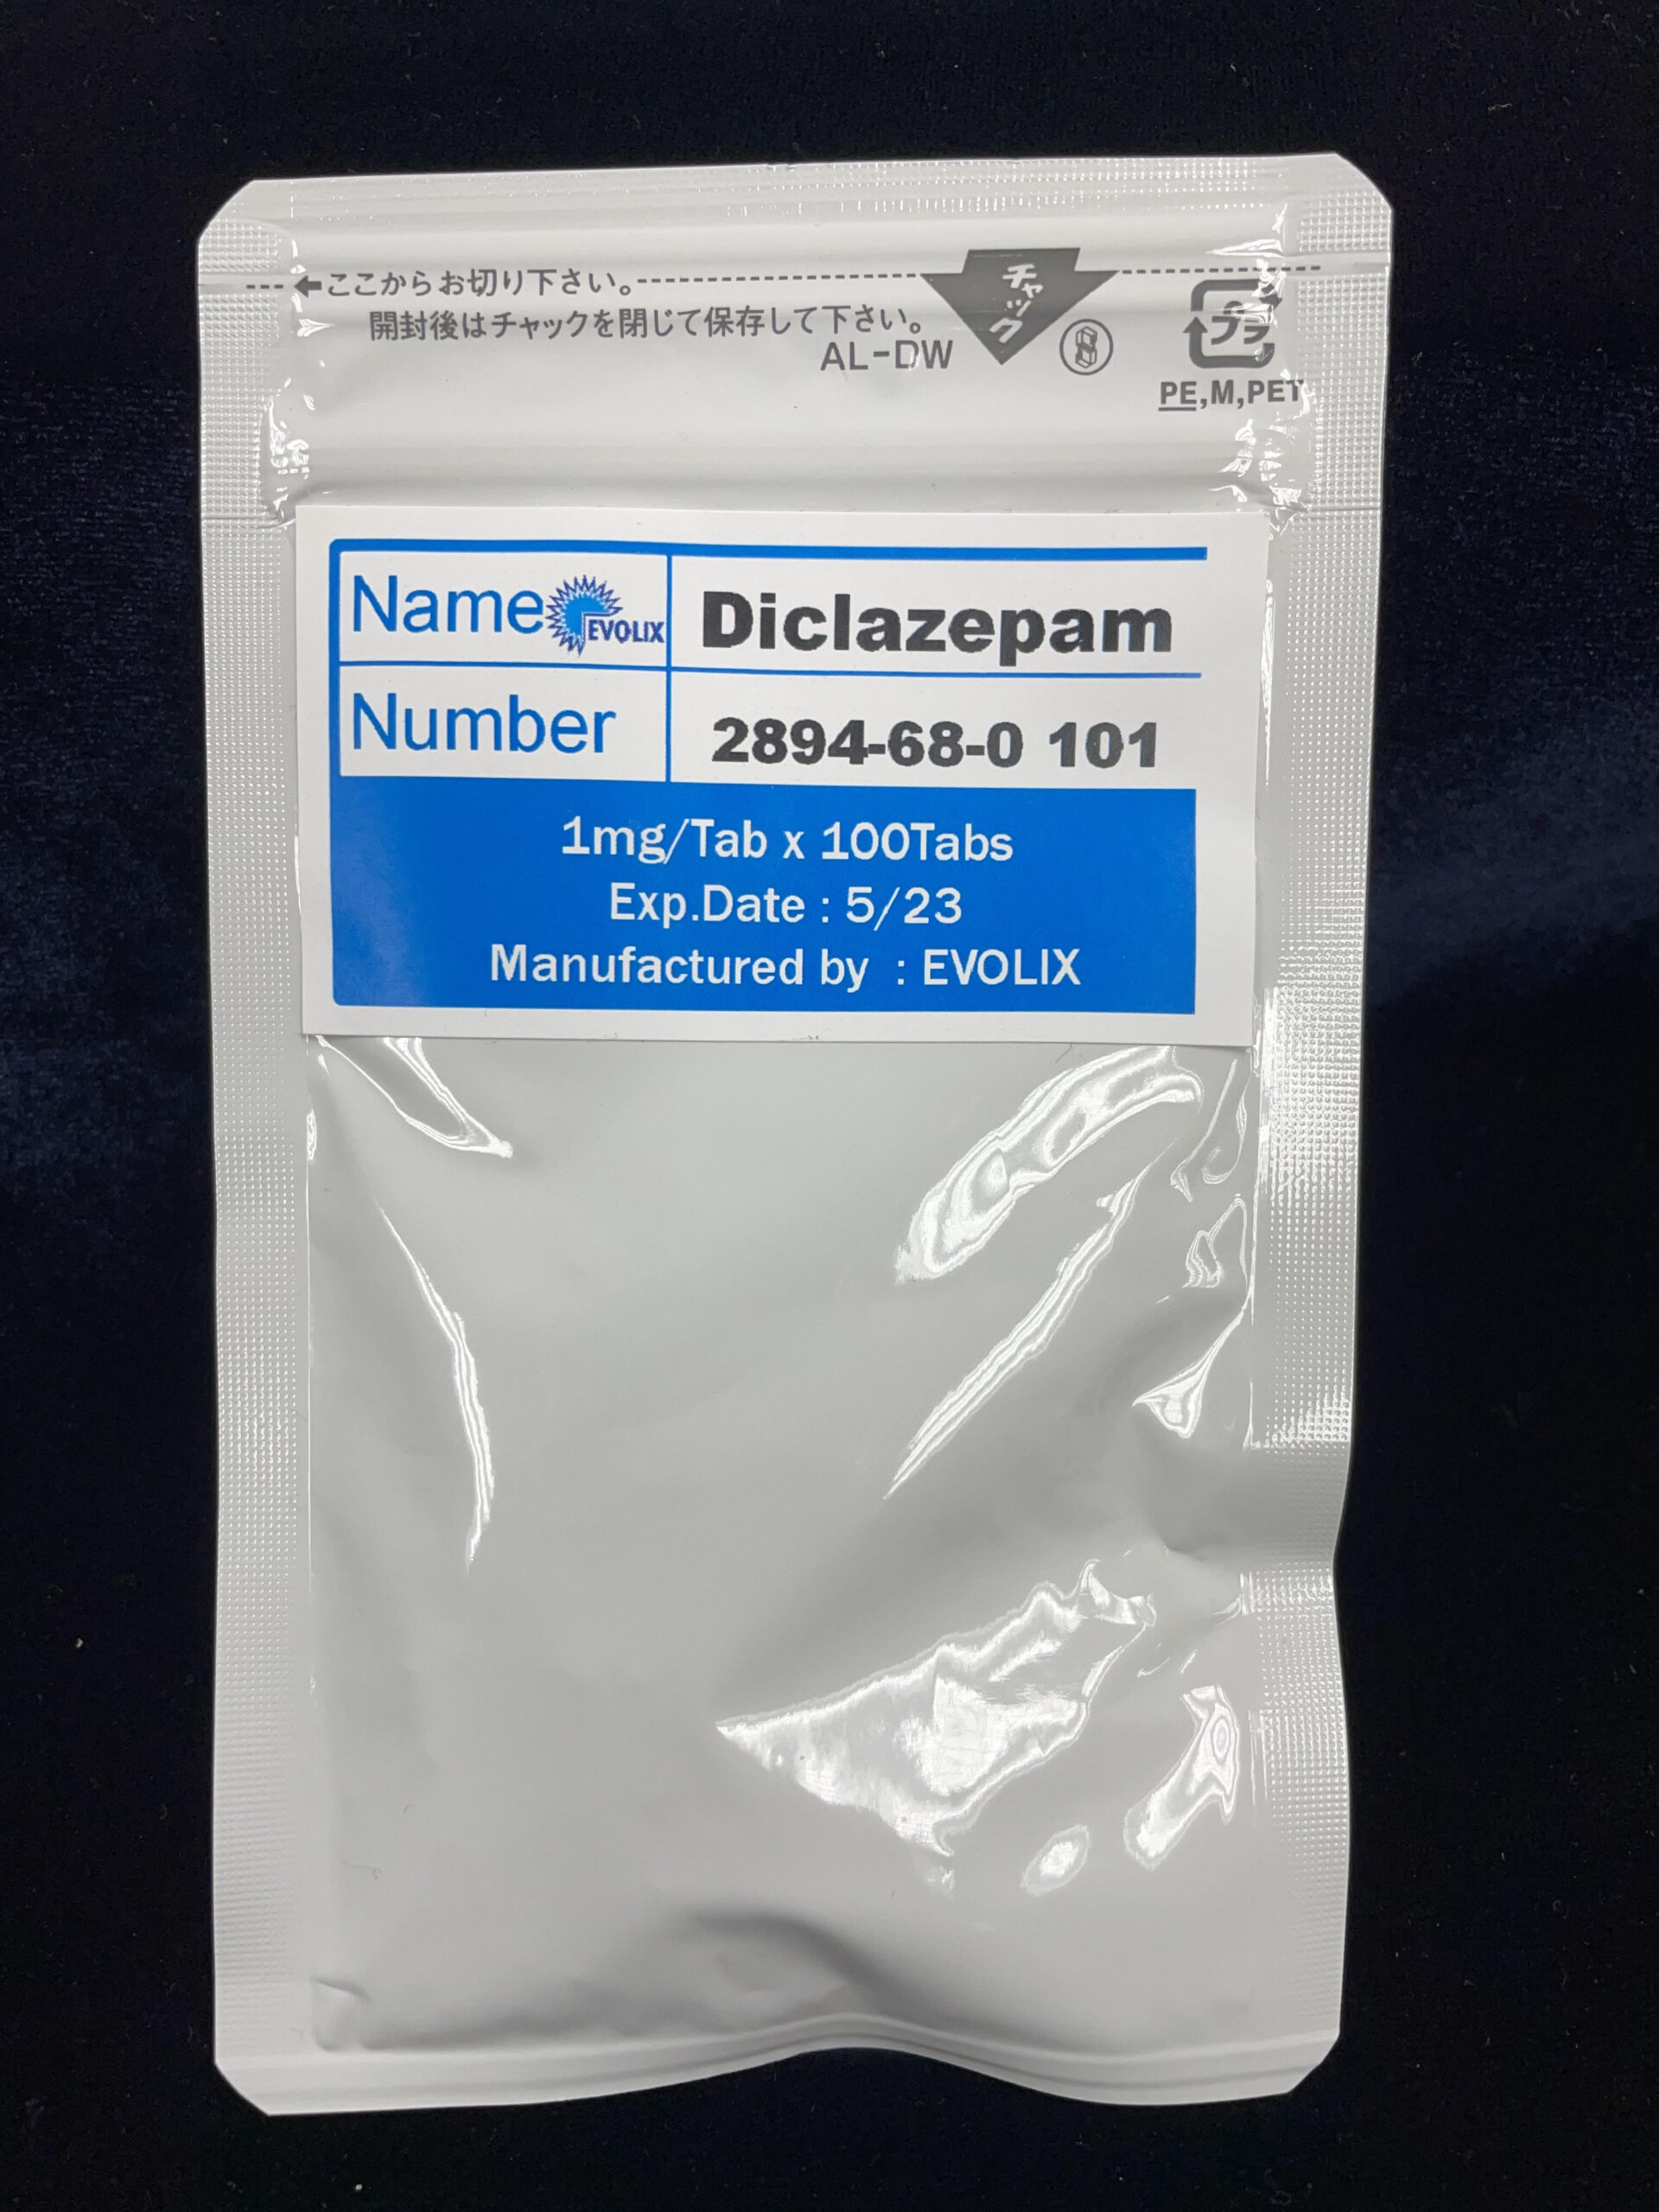 ここからお切り下さい。
チャック
開封後はチャックを閉じて保存して下さい。
AL-DW
プラ
PE,M,PET
Name EVOLIX Diclazepam
Number 2894-68-0 101
1mg/Tab x 100Tabs
Exp.Date : 5/23
Manufactured by : EVOLIX